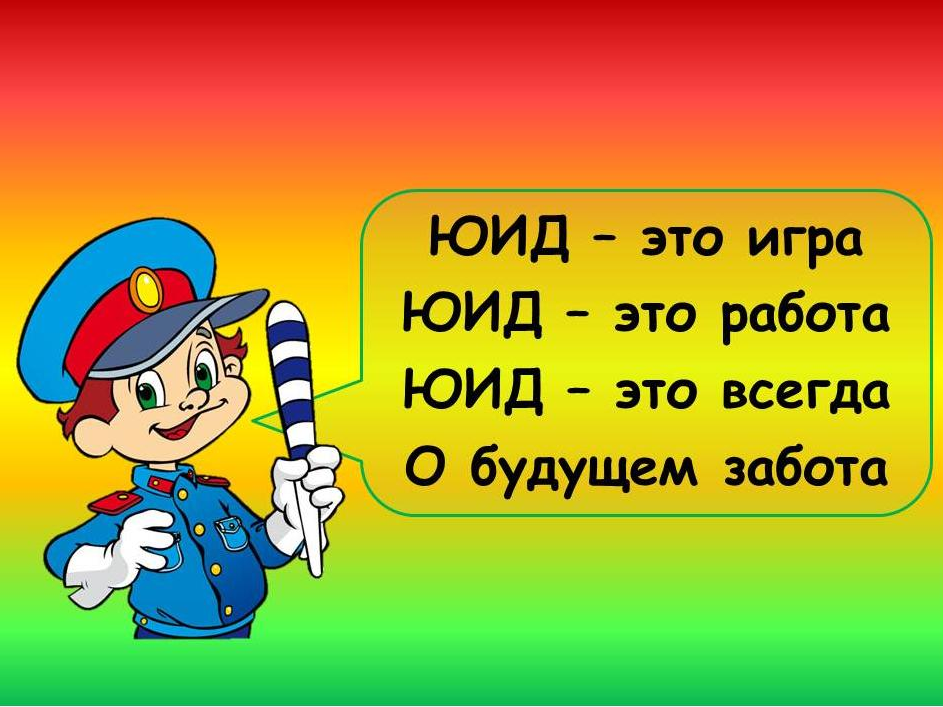 ЮИД – это игра
ЮИД – это работа
ЮИД – это всегда
О будущем забота